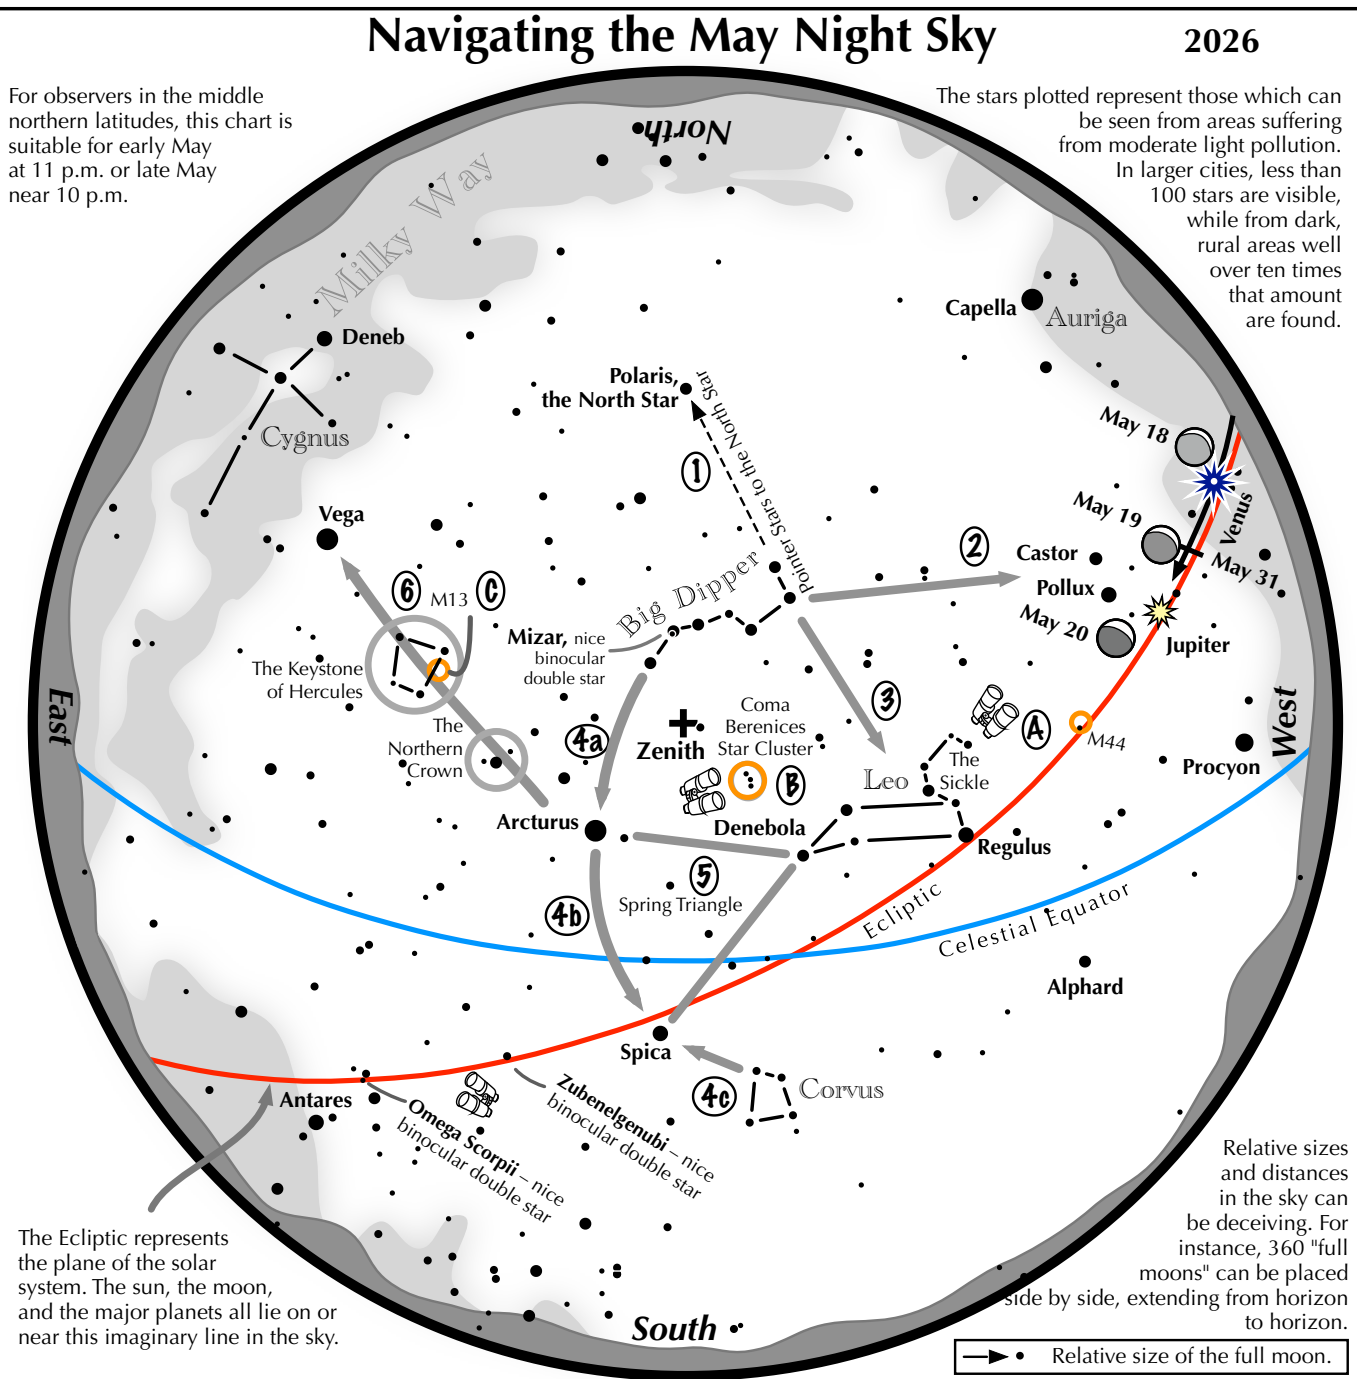 Navigating the May Night Sky
2026
For observers in the middle
northern latitudes, this chart is
suitable for early May
at 11 p.m. or late May
near 10 p.m.
The stars plotted represent those which can
be seen from areas suffering
from moderate light pollution.
In larger cities, less than
100 stars are visible,
while from dark,
rural areas well
over ten times
that amount
are found.
North
Milky Way
Capella
Auriga
Deneb
Cygnus
Polaris,
the North Star
Pointer Stars to the North Star
1
May 18
Venus
May 19
May 31
May 20
Jupiter
Vega
2
Castor
Pollux
Big Dipper
6
M13
C
Mizar, nice
binocular
double star
The Keystone
of Hercules
The
Northern
Crown
4a
Zenith
Coma
Berenices
Star Cluster
B
3
A
M44
Leo
The
Sickle
East
West
Procyon
Arcturus
Denebola
Regulus
5
Spring Triangle
4b
Ecliptic
Celestial Equator
Alphard
Spica
4c
Corvus
Antares
Omega Scorpii – nice
binocular double star
Zubenelgenubi – nice
binocular double star
The Ecliptic represents
the plane of the solar
system. The sun, the moon,
and the major planets all lie on or
near this imaginary line in the sky.
South
Relative sizes
and distances
in the sky can
be deceiving. For
instance, 360 "full
moons" can be placed
side by side, extending from horizon
to horizon.
Relative size of the full moon.